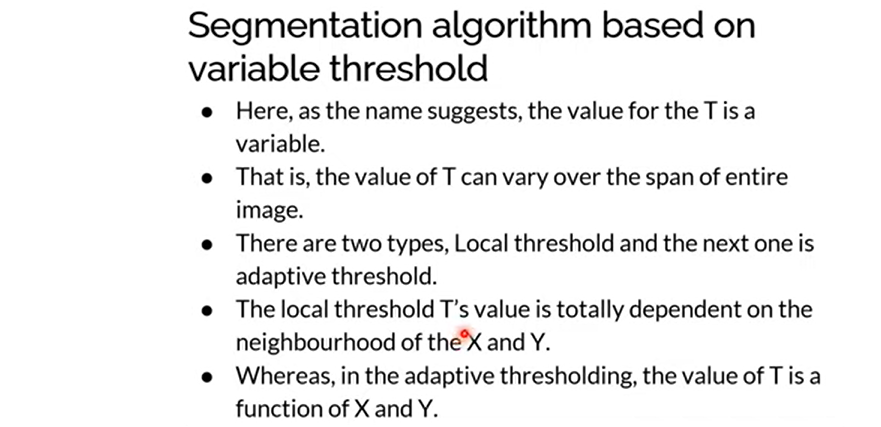 Segmentation algorithm based on
variable threshold
● Here, as the name suggests, the value for the T is a
variable.
● That is, the value of T can vary over the span of entire
image.
● There are two types, Local threshold and the next one is
adaptive threshold.
● The local threshold T’s value is totally dependent on the
neighbourhood of the X and Y.
● Whereas, in the adaptive thresholding, the value of T is a
function of X and Y.